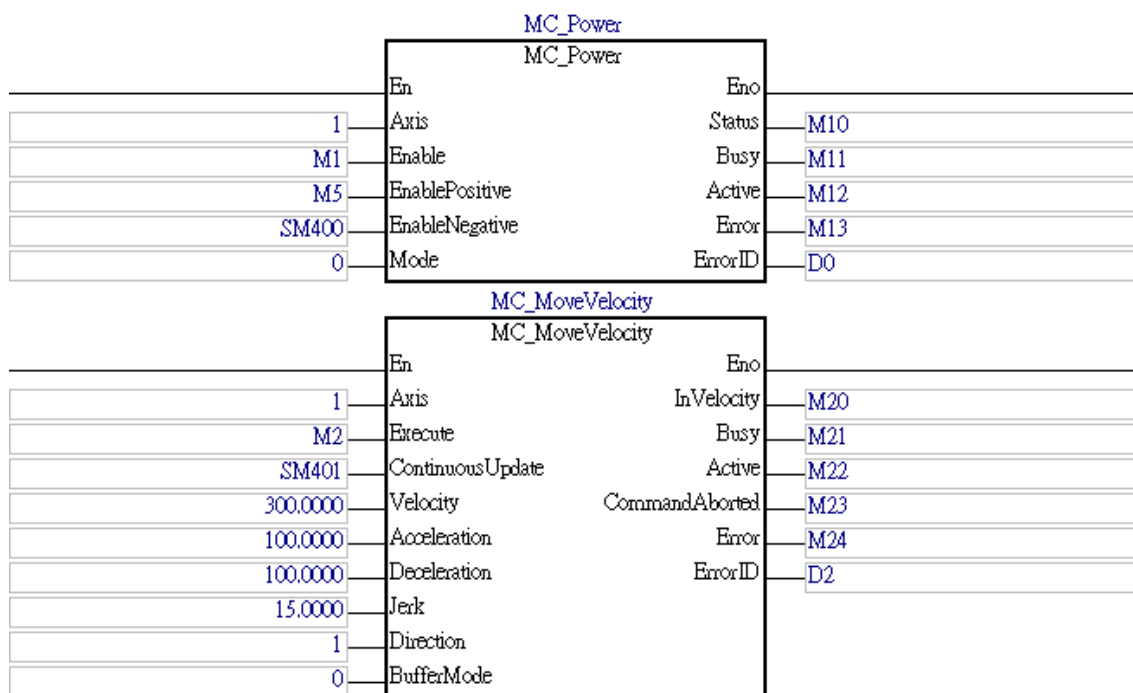 MC_Power
MC_Power
En Eno
1 Axis Status M10
M1 Enable Busy M11
M5 EnablePositive Active M12
SM400 EnableNegative Error M13
0 Mode ErrorID D0
MC_MoveVelocity
MC_MoveVelocity
En Eno
1 Axis InVelocity M20
M2 Execute Busy M21
SM401 ContinuousUpdate Active M22
300.0000 Velocity CommandAborted M23
100.0000 Acceleration Error M24
100.0000 Deceleration ErrorID D2
15.0000 Jerk
1 Direction
0 BufferMode